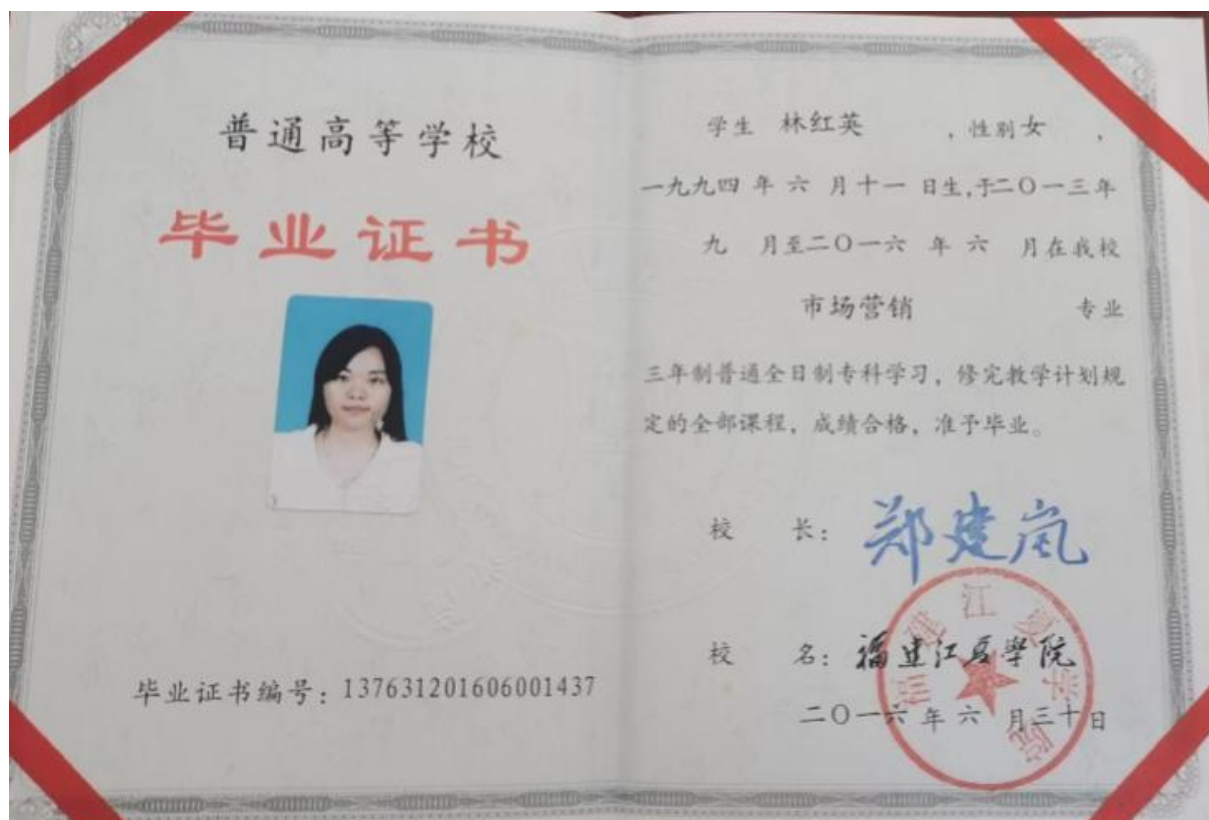 普通高等学校
毕业证书
毕业证书编号：137631201606001437
学生 林红英 ，性别女 ，
一九九四 年 六 月十一 日生,于二〇一三年
九 月至二〇一六 年 六 月在我校
市场营销 专业
三年制普通全日制专科学习，修完教学计划规
定的全部课程，成绩合格，准予毕业。
校 长：郑建岚
校 名：福建江夏學院
二〇一六 年 六 月三十日
福建江夏学院